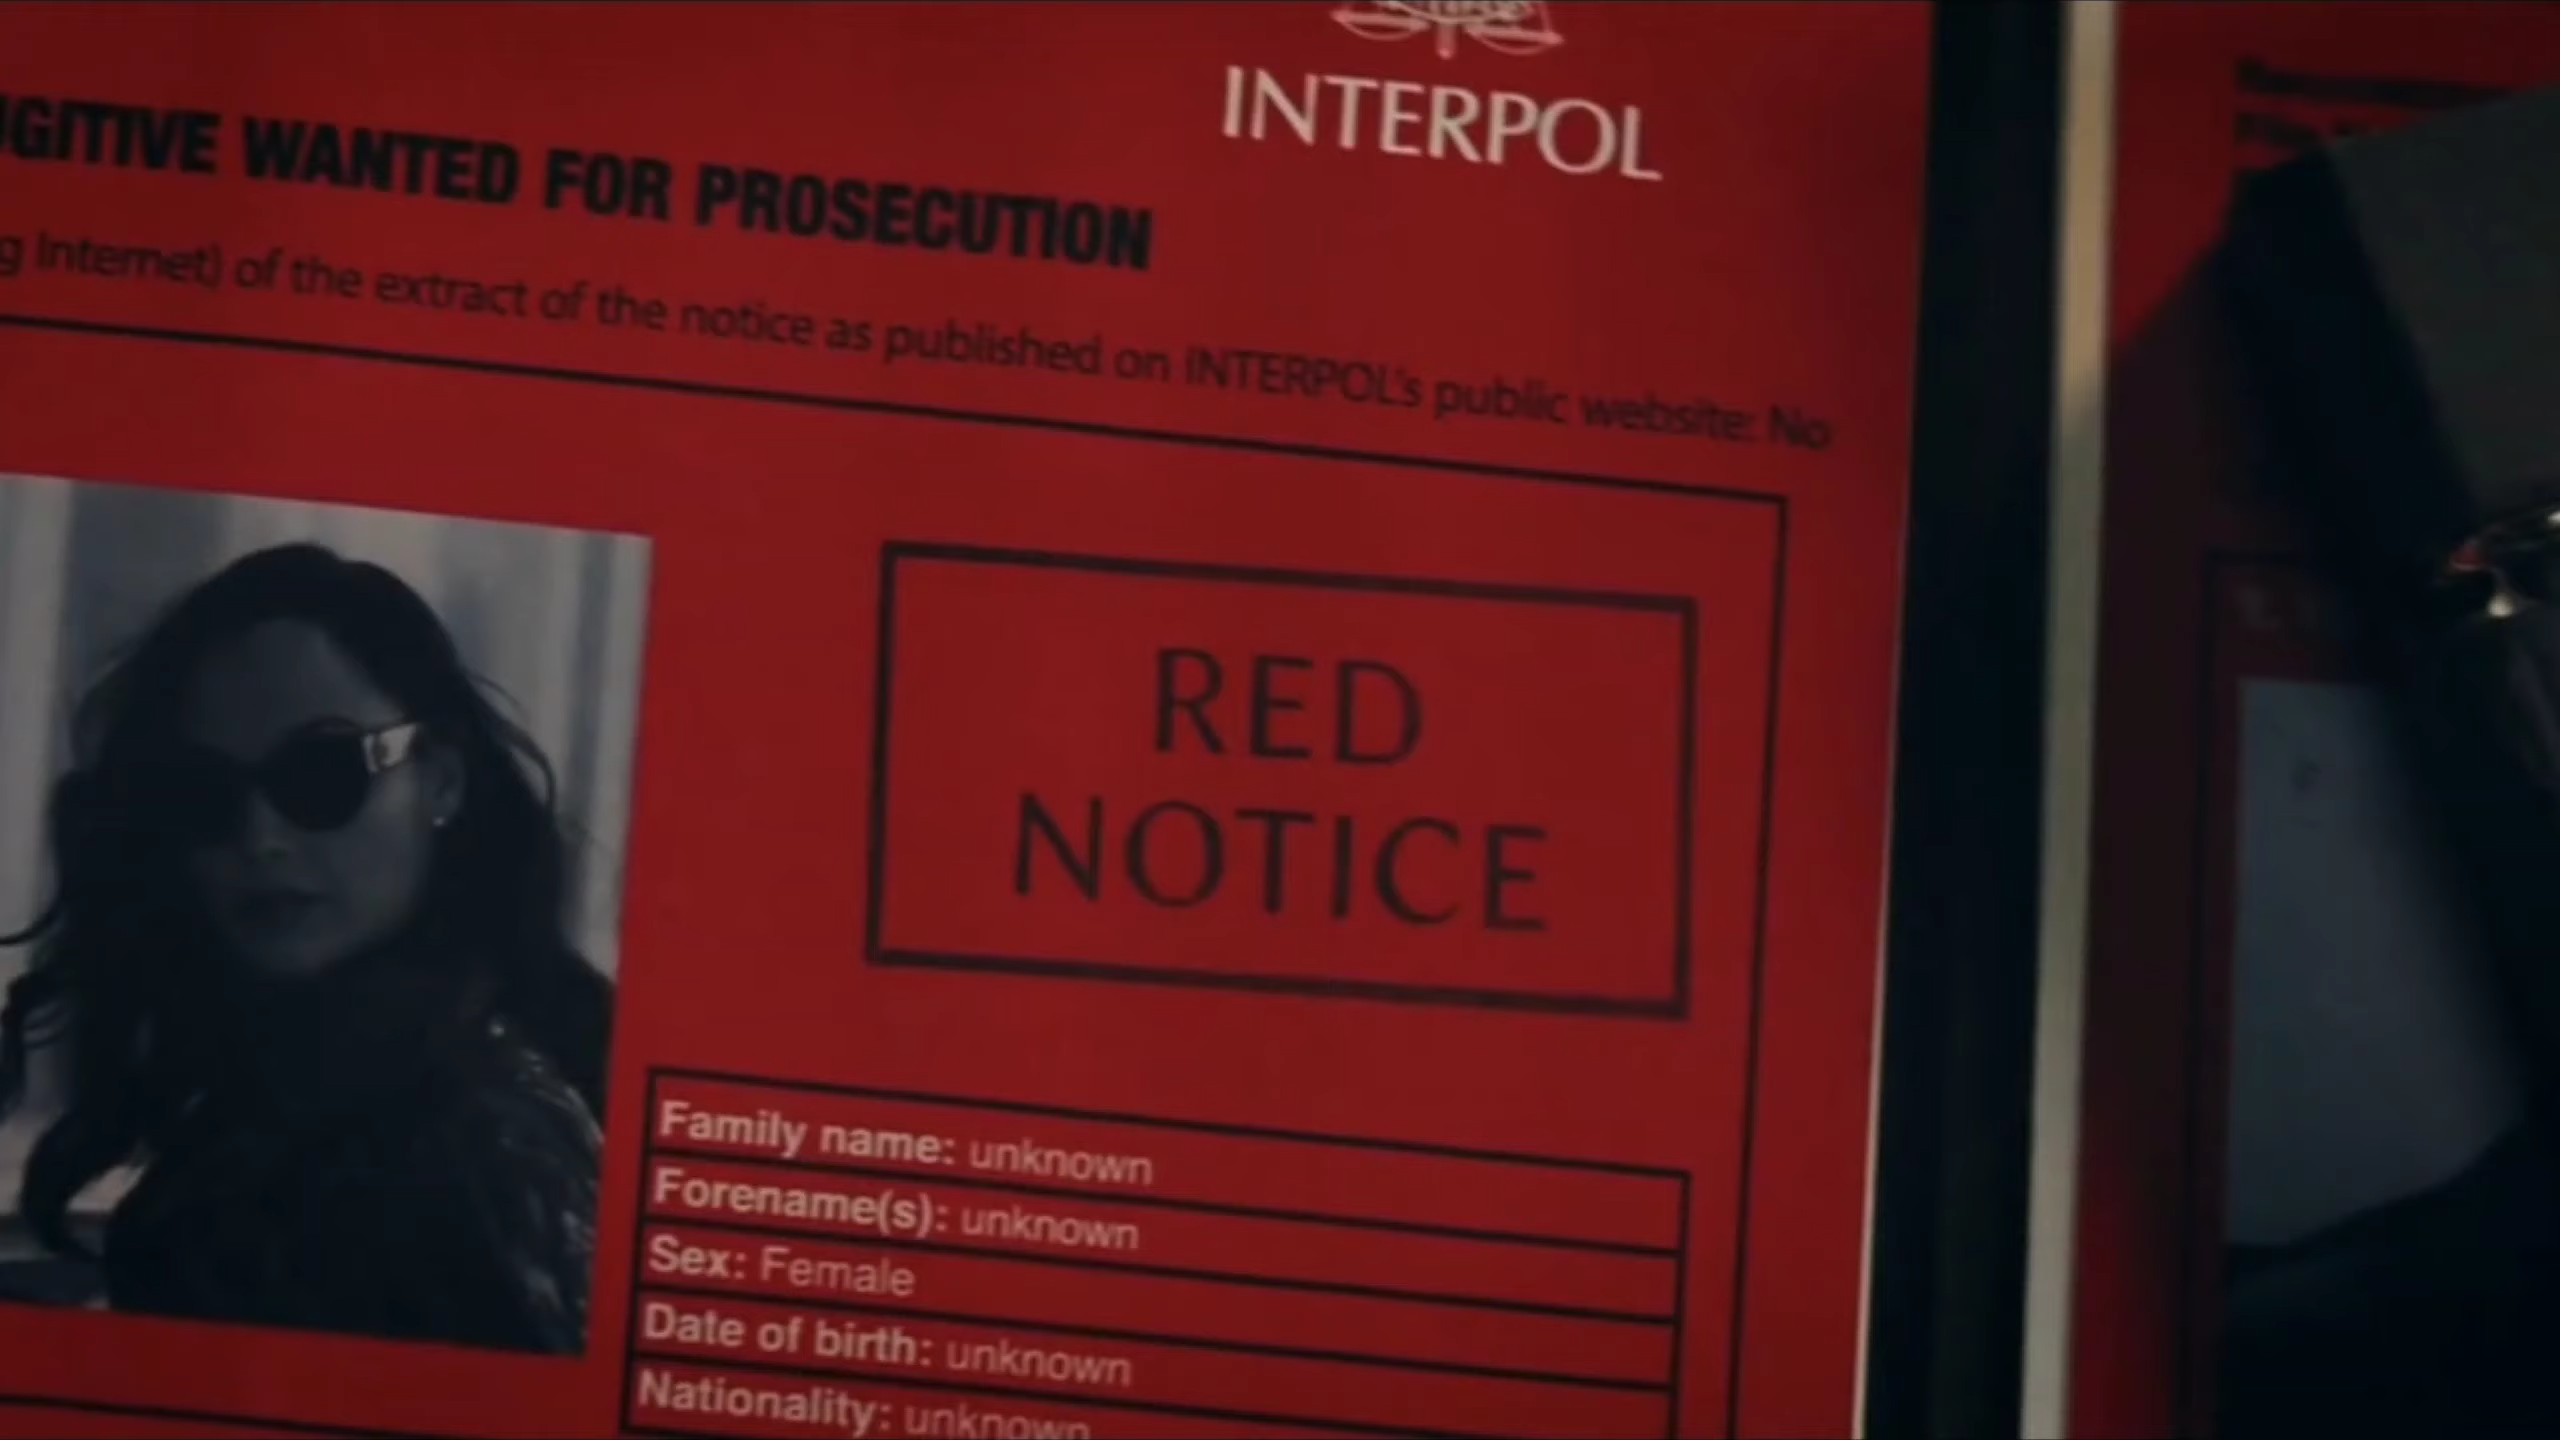 INTERPOL
UGITIVE WANTED FOR PROSECUTION
g Internet) of the extract of the notice as published on INTERPOL's public website: No
RED
NOTICE
Family name: unknown
Forename(s): unknown
Sex: Female
Date of birth: unknown
Nationality: unknown